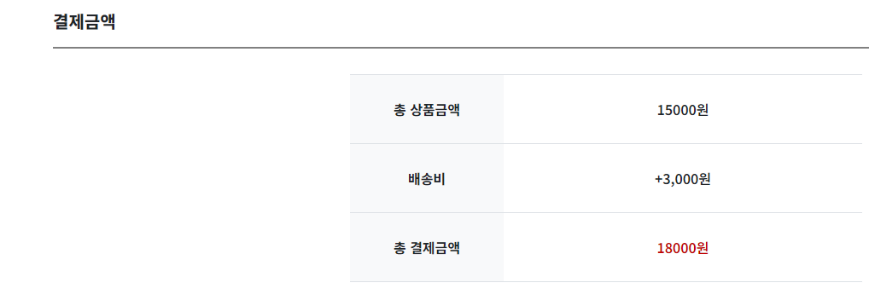 결제금액
총 상품금액 15000원
배송비 +3,000원
총 결제금액 18000원